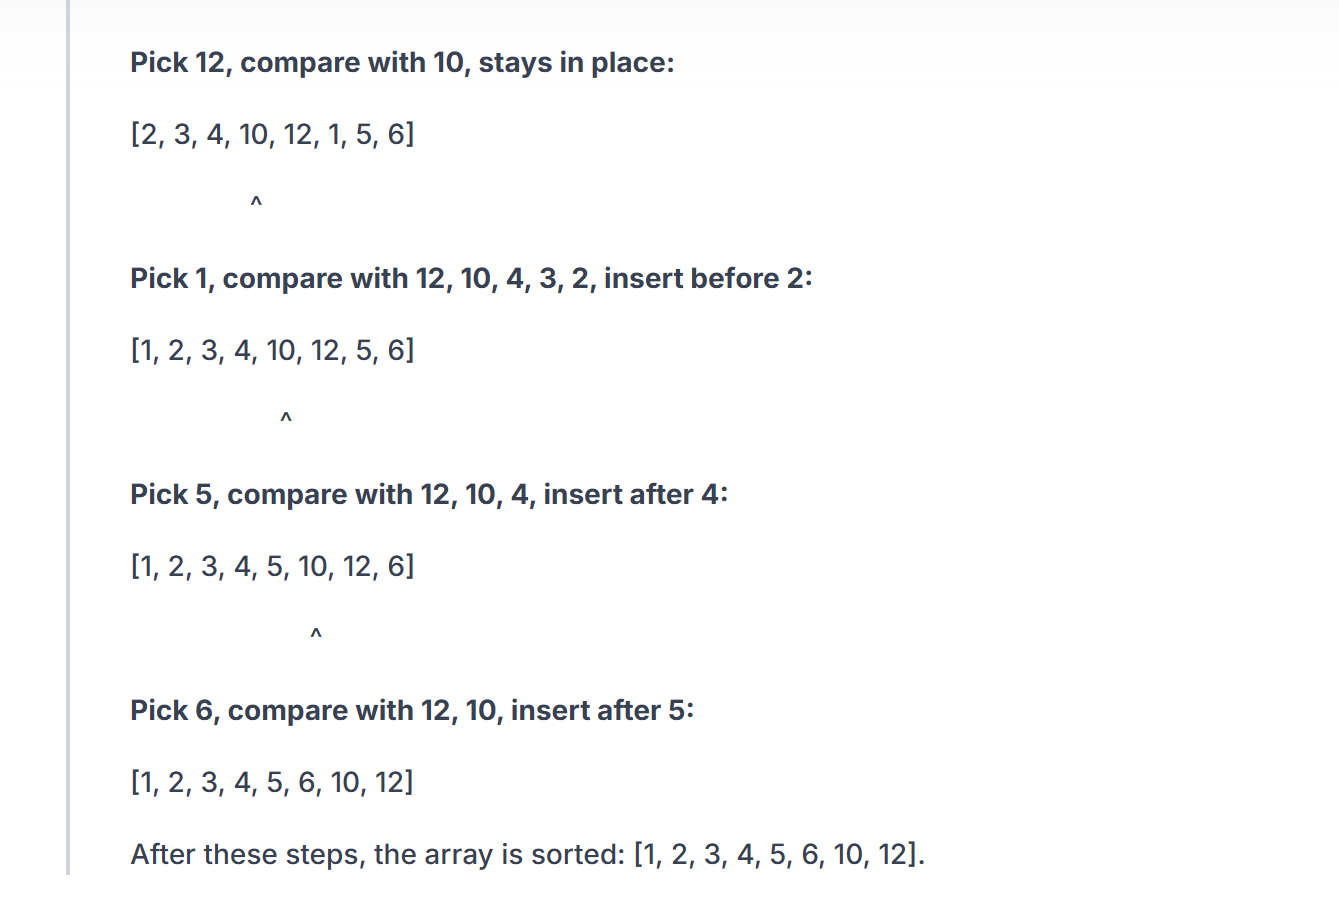 Pick 12, compare with 10, stays in place:
[2, 3, 4, 10, 12, 1, 5, 6]
^
Pick 1, compare with 12, 10, 4, 3, 2, insert before 2:
[1, 2, 3, 4, 10, 12, 5, 6]
^
Pick 5, compare with 12, 10, 4, insert after 4:
[1, 2, 3, 4, 5, 10, 12, 6]
^
Pick 6, compare with 12, 10, insert after 5:
[1, 2, 3, 4, 5, 6, 10, 12]
After these steps, the array is sorted: [1, 2, 3, 4, 5, 6, 10, 12].